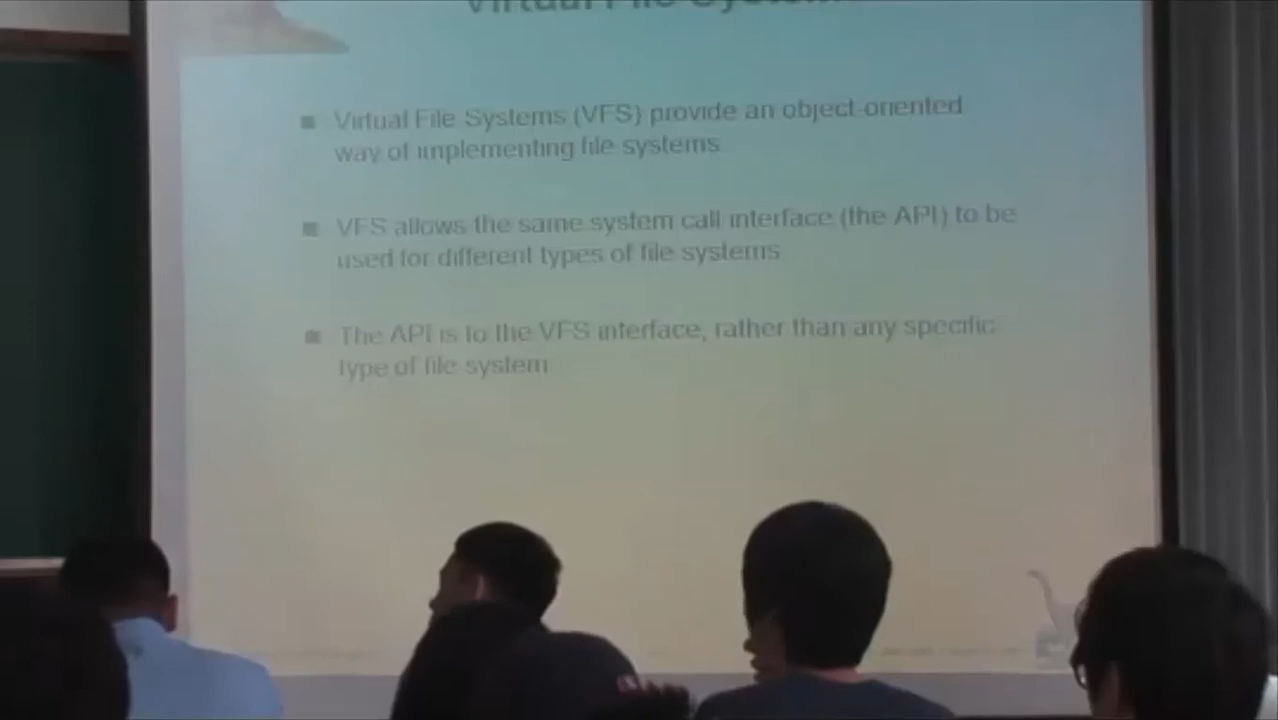 Virtual File Systems
■ Virtual File Systems (VFS) provide an object-oriented
way of implementing file systems
■ VFS allows the same system call interface (the API) to be
used for different types of file systems
■ The API is to the VFS interface, rather than any specific
type of file system